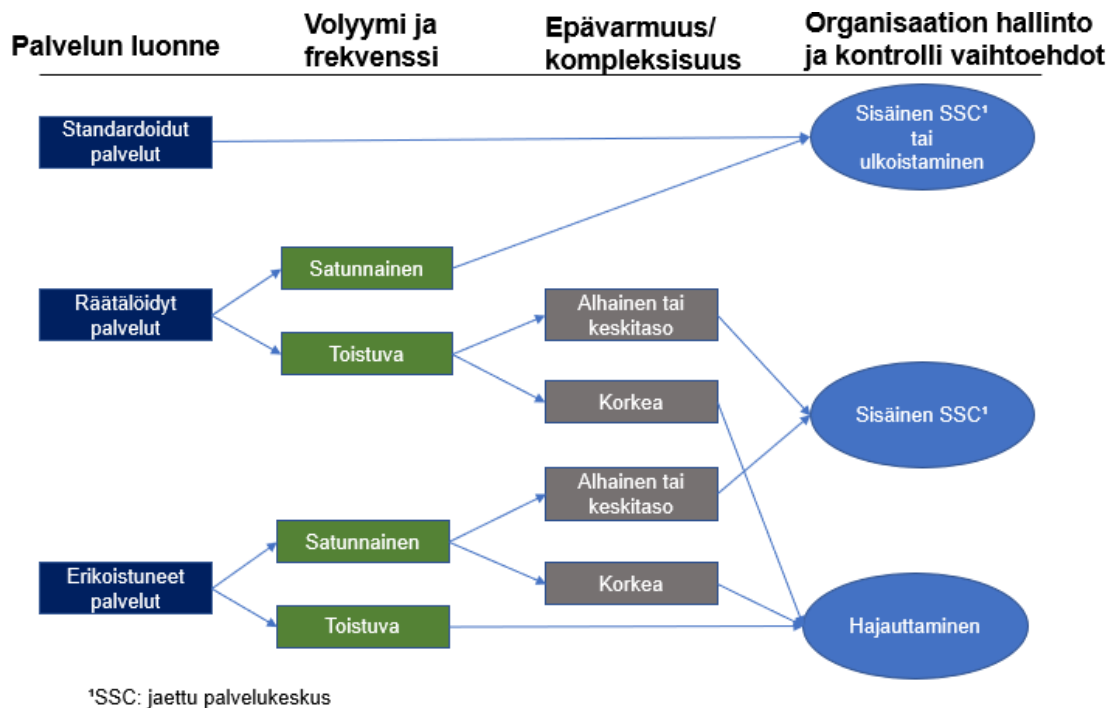 Palvelun luonne
Volyymi ja
frekvenssi
Epävarmuus/
kompleksisuus
Organisaation hallinto
ja kontrolli vaihtoehdot
Standardoidut
palvelut
Sisäinen SSC¹
tai
ulkoistaminen
Räätälöidyt
palvelut
Satunnainen
Toistuva
Alhainen tai
keskitaso
Korkea
Sisäinen SSC¹
Erikoistuneet
palvelut
Satunnainen
Toistuva
Alhainen tai
keskitaso
Korkea
Hajauttaminen
¹SSC: jaettu palvelukeskus